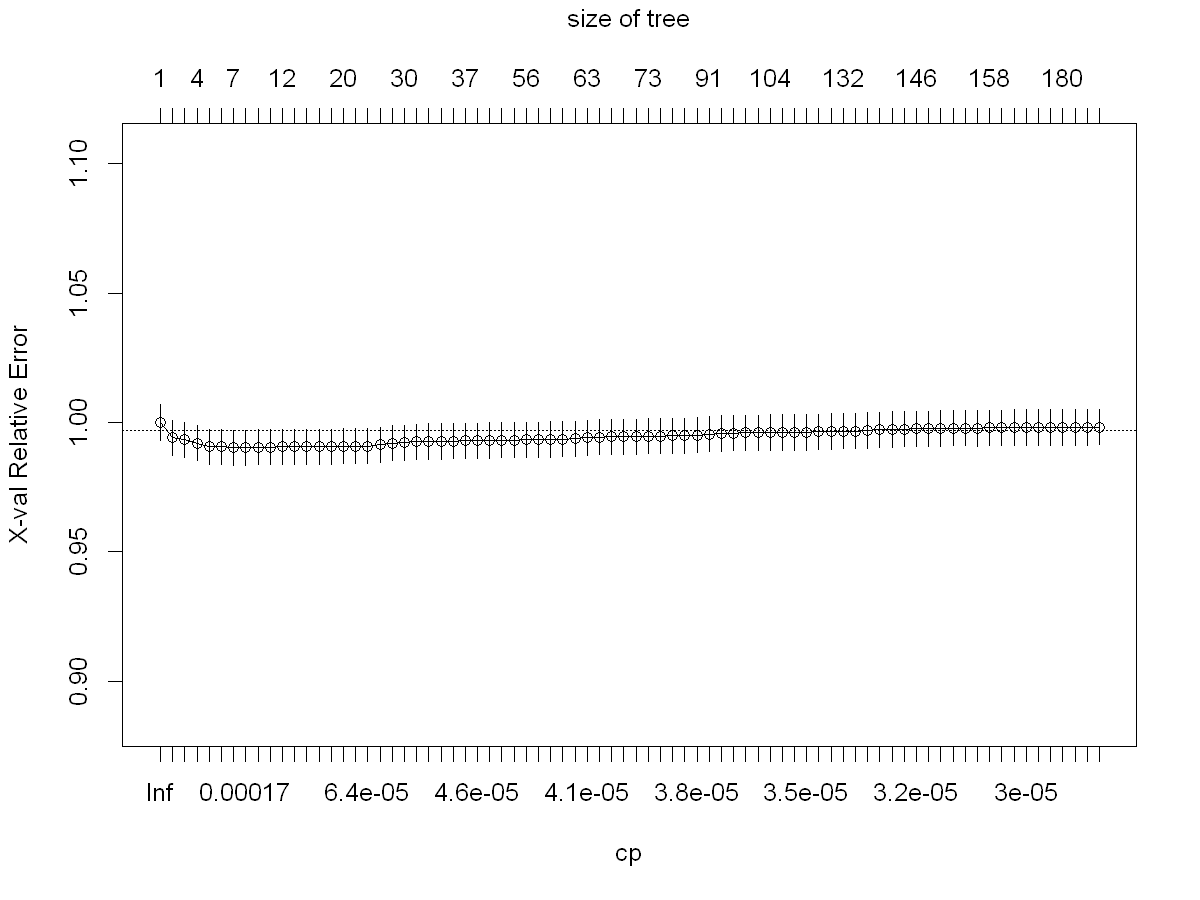 size of tree
1 4 7 12 20 30 37 56 63 73 91 104 132 146 158 180
X-val Relative Error
1.10
1.05
1.00
0.95
0.90
Inf 0.00017 6.4e-05 4.6e-05 4.1e-05 3.8e-05 3.5e-05 3.2e-05 3e-05
cp